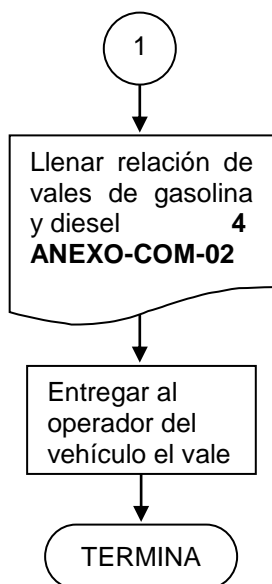 1
Llenar relación de
vales de gasolina
y diesel 4
ANEXO-COM-02
Entregar al
operador del
vehículo el vale
TERMINA